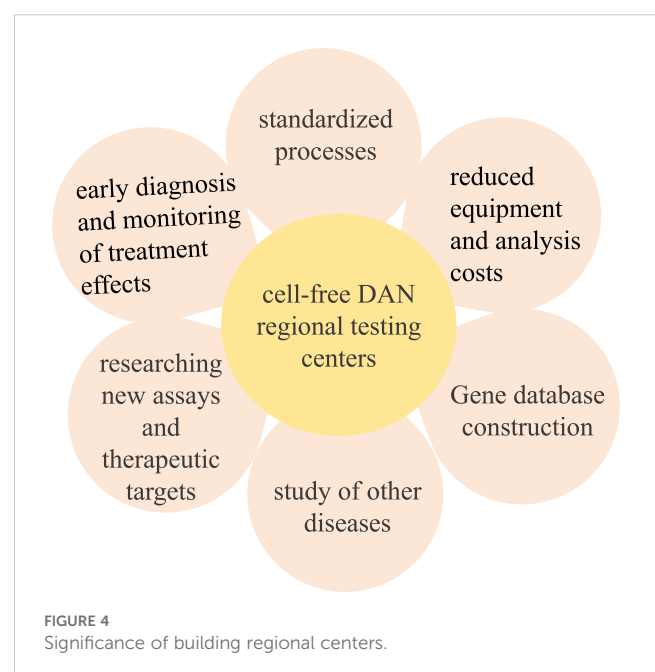 standardized
processes
early diagnosis
and monitoring
of treatment
effects
reduced
equipment
and analysis
costs
cell-free DAN
regional testing
centers
researching
new assays
and
therapeutic
targets
Gene database
construction
study of other
diseases
FIGURE 4
Significance of building regional centers.